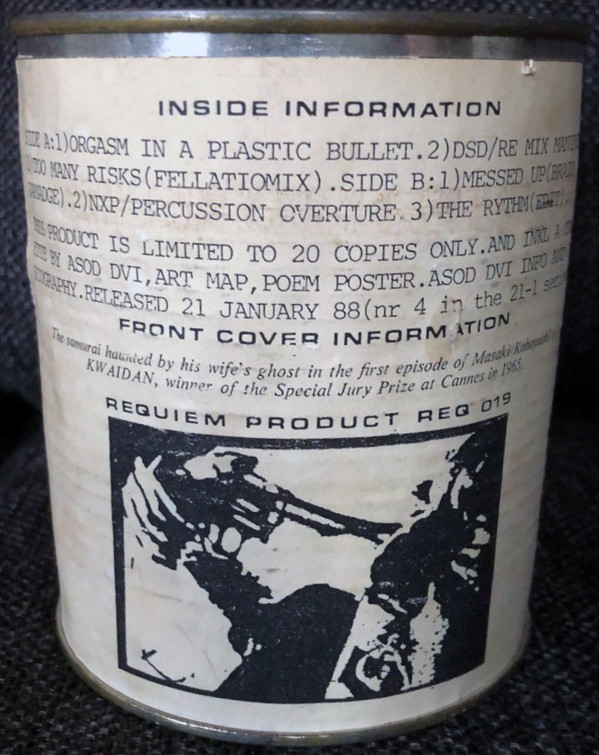 INSIDE INFORMATION
SIDE A:1)ORGASM IN A PLASTIC BULLET.2)DSD/RE MIX
TOO MANY RISKS(FELLATIOMIX).SIDE B:1)MESSED UP(
.2)NXP/PERCUSSION OVERTURE.3)THE RYTHM(EDIT)
PRODUCT IS LIMITED TO 20 COPIES ONLY.AND INKL A
BY ASOD DVI,ART MAP,POEM POSTER.ASOD DVI INFO AND
.RELEASED 21 JANUARY 88(nr 4 in the 21-1
FRONT COVER INFORMATION
The samurai haunted by his wife's ghost in the first episode of Masaki Kobayashi's
KWAIDAN, winner of the Special Jury Prize at Cannes in 1965.
REQUIEM PRODUCT REQ 019